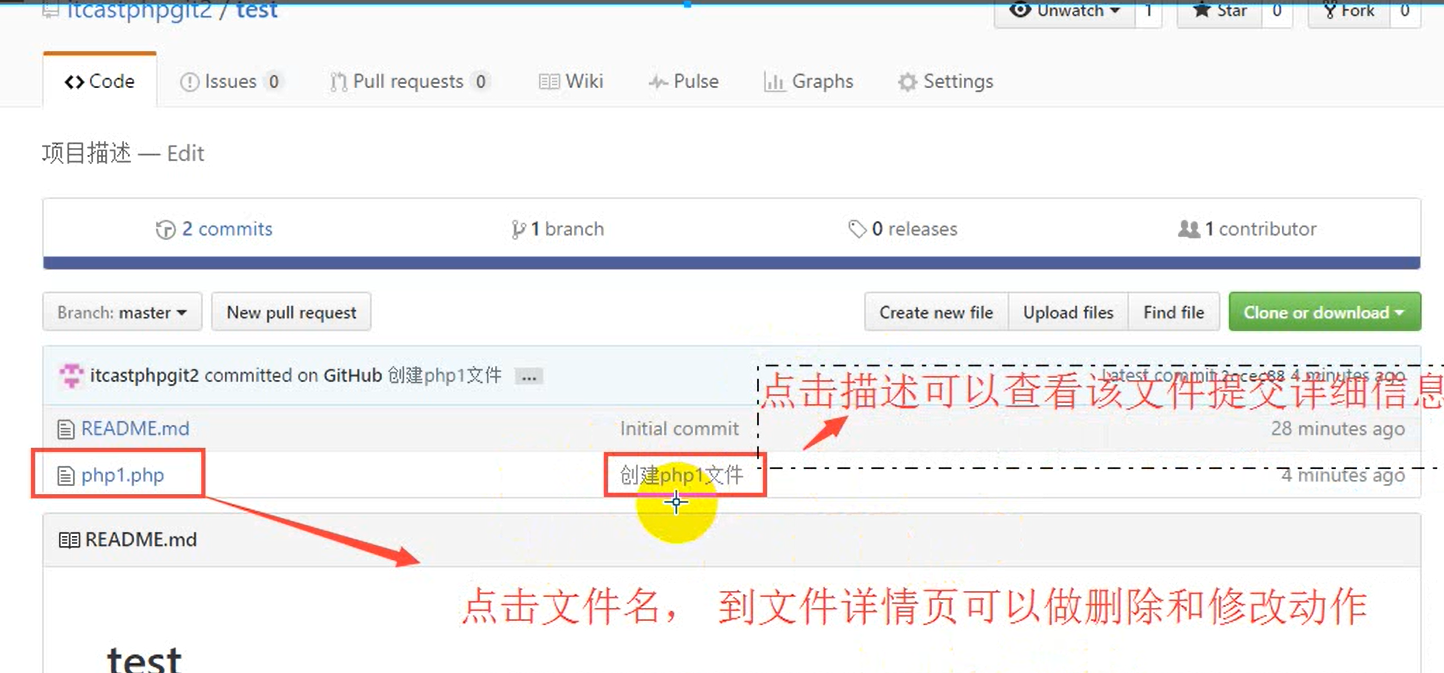 itcastphpgit2 / test
Unwatch 1 Star 0 Fork 0
Code Issues 0 Pull requests 0 Wiki Pulse Graphs Settings
项目描述 — Edit
2 commits 1 branch 0 releases 1 contributor
Branch: master New pull request Create new file Upload files Find file Clone or download
itcastphpgit2 committed on GitHub 创建php1文件 ... Latest commit 4 minutes ago
点击描述可以查看该文件提交详细信息
README.md Initial commit 28 minutes ago
php1.php 创建php1文件 4 minutes ago
README.md
点击文件名， 到文件详情页可以做删除和修改动作
test